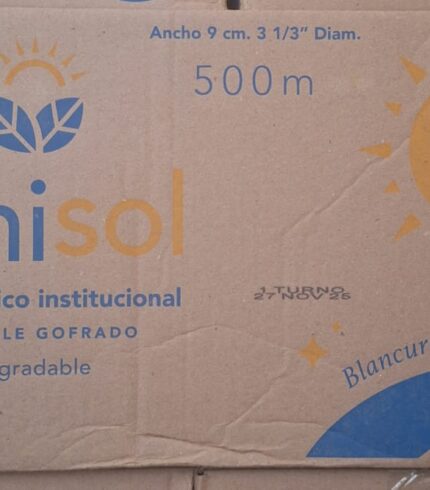 Ancho 9 cm. 3 1/3” Diam.
500m
nisol
ico institucional
LE GOFRADO
gradable
1 TURNO
27 NOV 25
Blancur